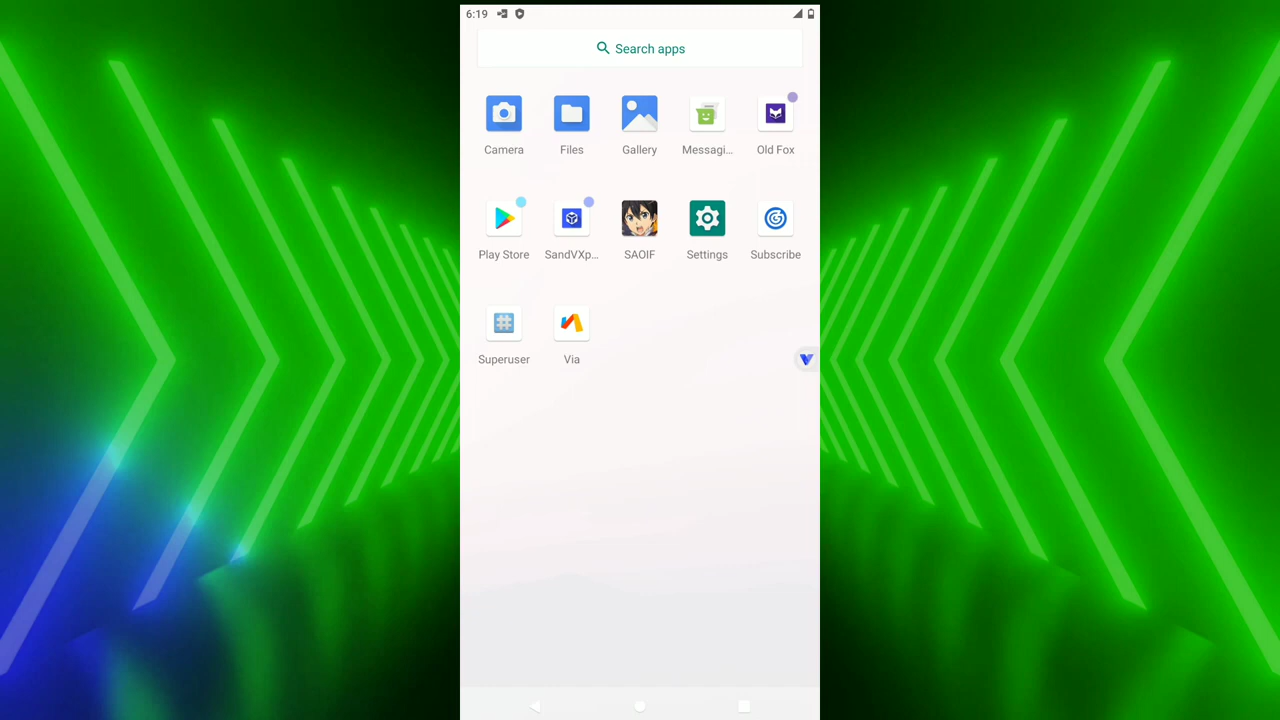 6:19
Search apps
Camera
Files
Gallery
Messagi...
Old Fox
Play Store
SandVXp...
SAOIF
Settings
Subscribe
Superuser
Via